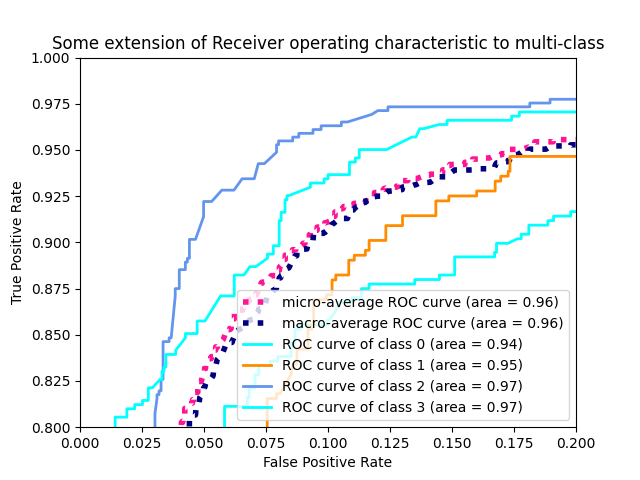 Some extension of Receiver operating characteristic to multi-class
1.000
0.975
0.950
0.925
0.900
0.875
0.850
0.825
0.800
True Positive Rate
micro-average ROC curve (area = 0.96)
macro-average ROC curve (area = 0.96)
ROC curve of class 0 (area = 0.94)
ROC curve of class 1 (area = 0.95)
ROC curve of class 2 (area = 0.97)
ROC curve of class 3 (area = 0.97)
0.000 0.025 0.050 0.075 0.100 0.125 0.150 0.175 0.200
False Positive Rate